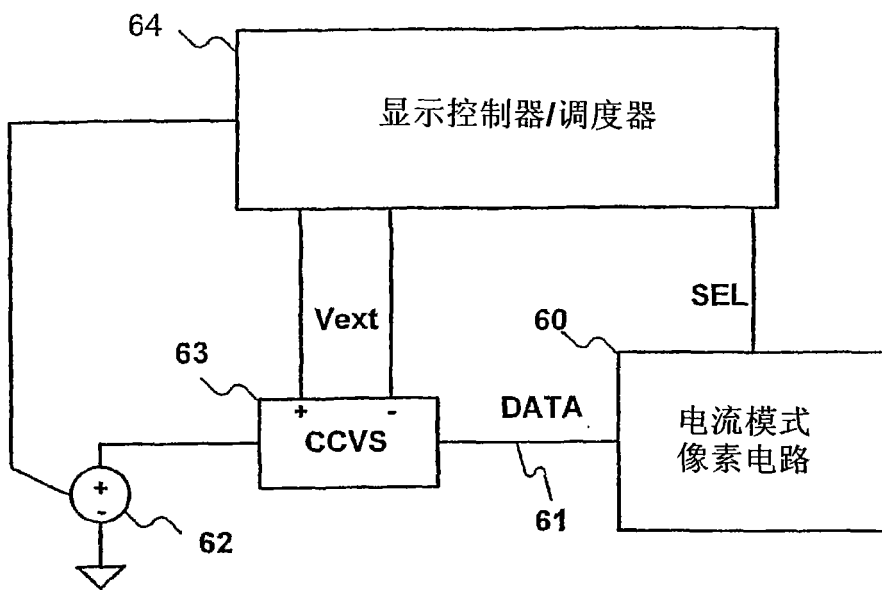 64
显示控制器/调度器
Vext
SEL
60
63
+ -
DATA
CCVS
电流模式
像素电路
+
-
61
62